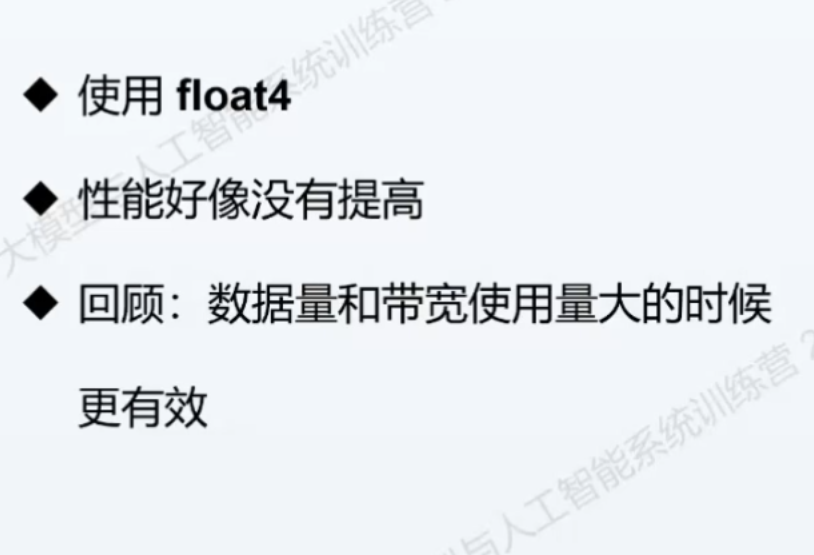 ◆ 使用 float4
◆ 性能好像没有提高
◆ 回顾：数据量和带宽使用量大的时候
更有效
大模型与人工智能系统训练营 2
与人工智能系统训练营 2